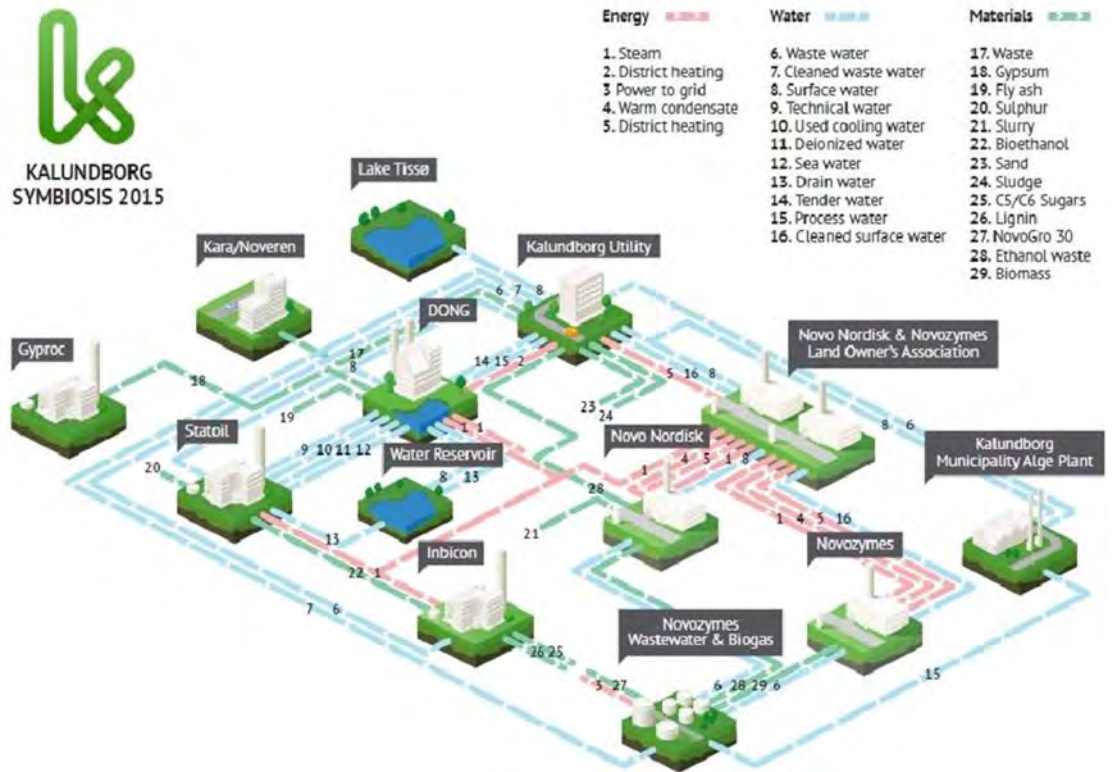 KALUNDBORG
SYMBIOSIS 2015
Energy
1. Steam
2. District heating
3 Power to grid
4. Warm condensate
5. District heating
Water
6. Waste water
7. Cleaned waste water
8. Surface water
9. Technical water
10. Used cooling water
11. Deionized water
12. Sea water
13. Drain water
14. Tender water
15. Process water
16. Cleaned surface water
Materials
17. Waste
18. Gypsum
19. Fly ash
20. Sulphur
21. Slurry
22. Bioethanol
23. Sand
24. Sludge
25. C5/C6 Sugars
26. Lignin
27. NovoGro 30
28. Ethanol waste
29. Biomass
Lake Tissø
Kara/Noveren
Kalundborg Utility
6 7 8
DONG
Gyproc
Novo Nordisk & Novozymes
Land Owner's Association
17
8
14 15 2
18
5 16 8
23
24
19
Statoil
1 1
Novo Nordisk
8 6
Kalundborg
Municipality Alge Plant
9 10 11 12
Water Reservoir
20
8 13
1 4 5 1 8
28
21
1 4 5 16
13
Inbicon
Novozymes
22 1
7 6
Novozymes
Wastewater & Biogas
26 25
15
3 27
6 28 29 6